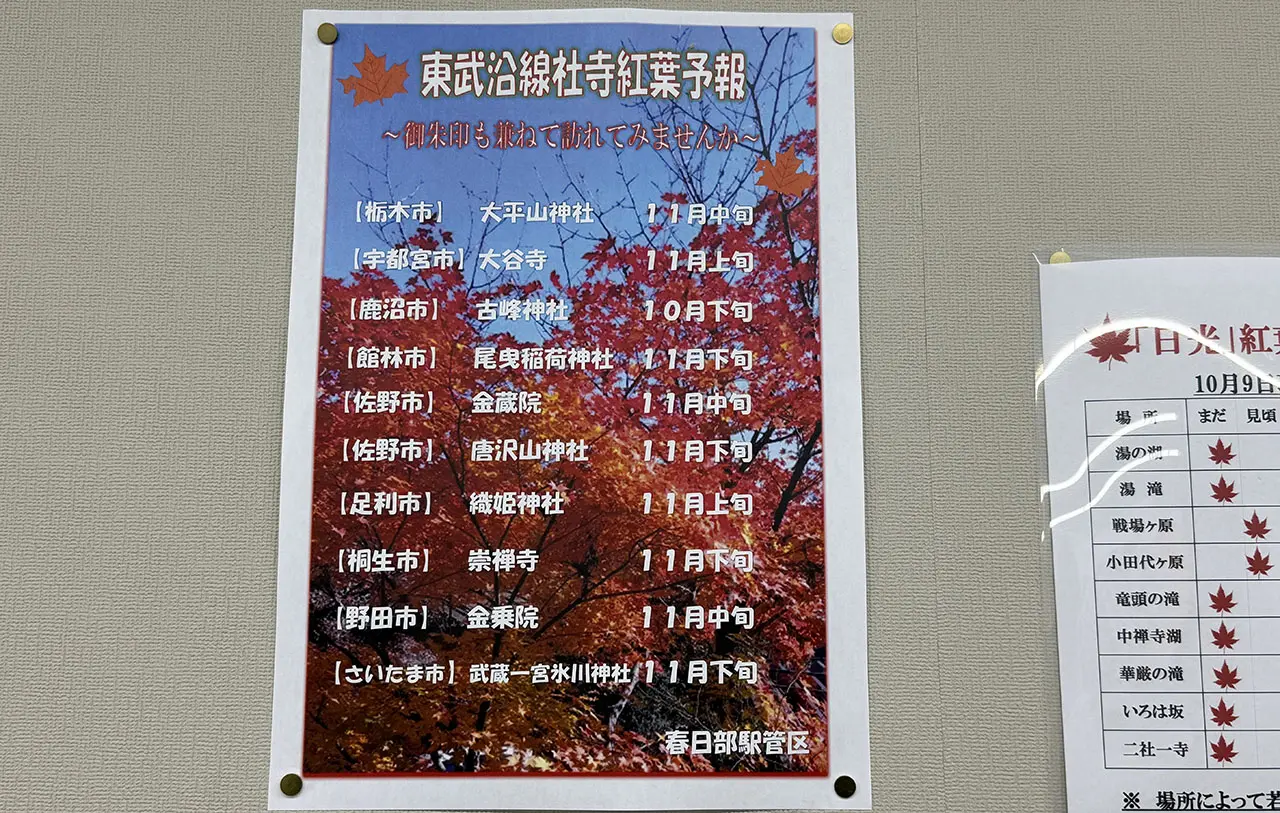 東武沿線社寺紅葉予報
～御朱印も兼ねて訪れてみませんか～
【栃木市】 大平山神社 11月中旬
【宇都宮市】 大谷寺 11月上旬
【鹿沼市】 古峰神社 10月下旬
【館林市】 尾曳稲荷神社 11月下旬
【佐野市】 金蔵院 11月中旬
【佐野市】 唐沢山神社 11月下旬
【足利市】 織姫神社 11月上旬
【桐生市】 崇禅寺 11月下旬
【野田市】 金乗院 11月中旬
【さいたま市】 武蔵一宮氷川神社 11月下旬
春日部駅管区
「日光」紅葉
10月9日
場所 まだ 見頃
湯の湖
湯滝
戦場ヶ原
小田代ヶ原
竜頭の滝
中禅寺湖
華厳の滝
いろは坂
二社一寺
※ 場所によって若